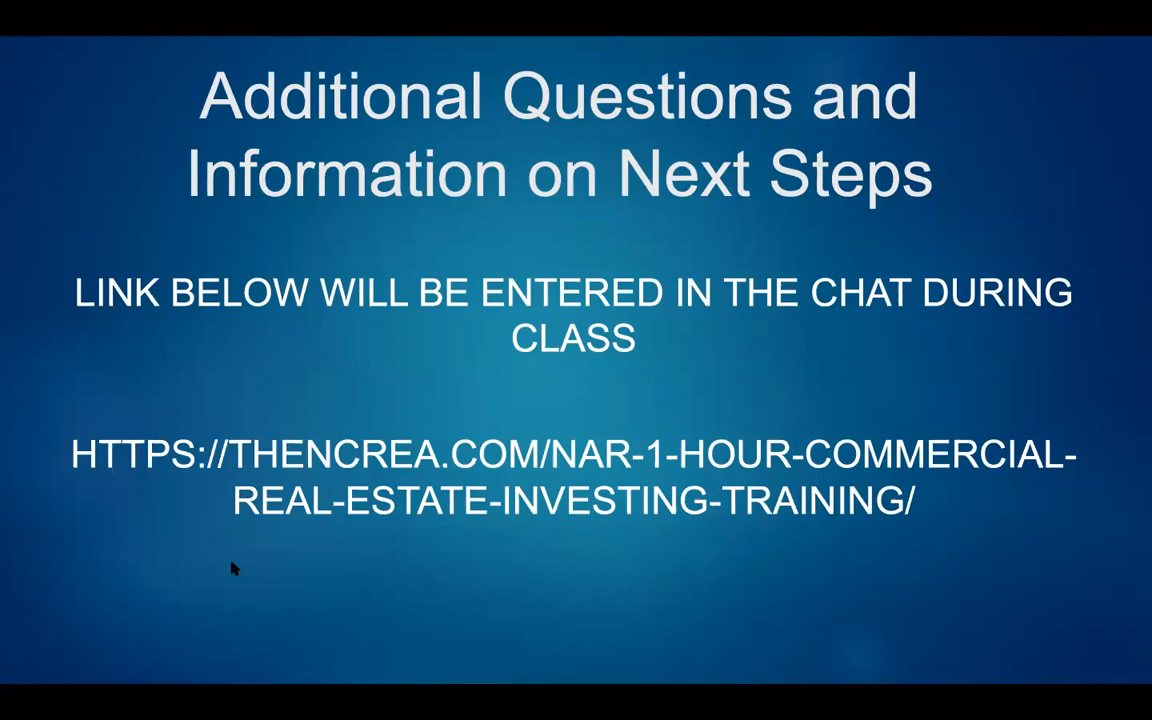 Additional Questions and
Information on Next Steps
LINK BELOW WILL BE ENTERED IN THE CHAT DURING
CLASS
HTTPS://THENCREA.COM/NAR-1-HOUR-COMMERCIAL-
REAL-ESTATE-INVESTING-TRAINING/